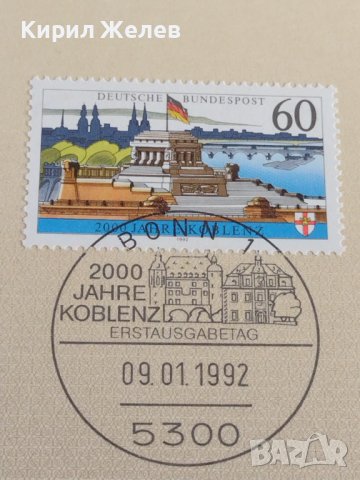 Кирил Желев
DEUTSCHE BUNDESPOST
60
2000 JAHRE KOBLENZ
1992
BONN 1
2000
JAHRE
KOBLENZ
ERSTAUSGABETAG
09.01.1992
5300
BAZAR